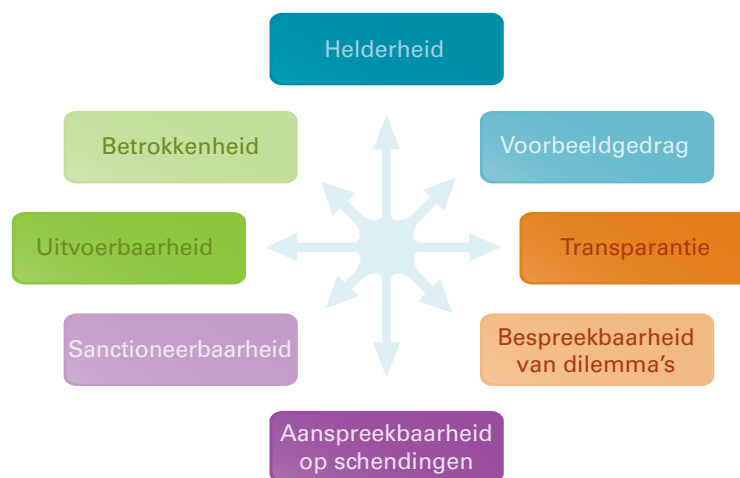 Helderheid
Betrokkenheid
Voorbeeldgedrag
Uitvoerbaarheid
Transparantie
Sanctioneerbaarheid
Bespreekbaarheid
van dilemma's
Aanspreekbaarheid
op schendingen